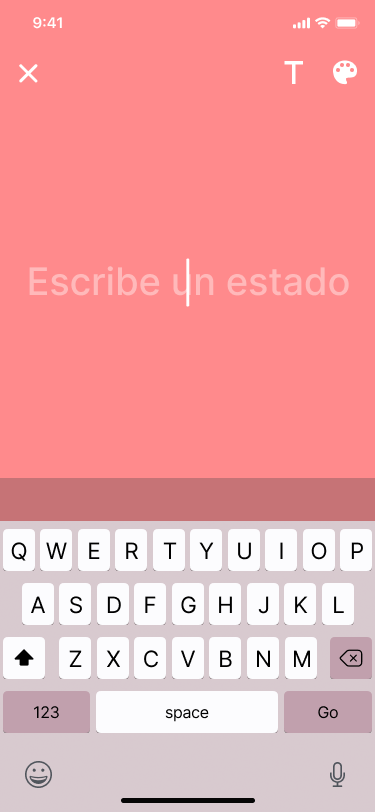 9:41
T
Escribe un estado
Q W E R T Y U I O P
A S D F G H J K L
Z X C V B N M
123 space Go